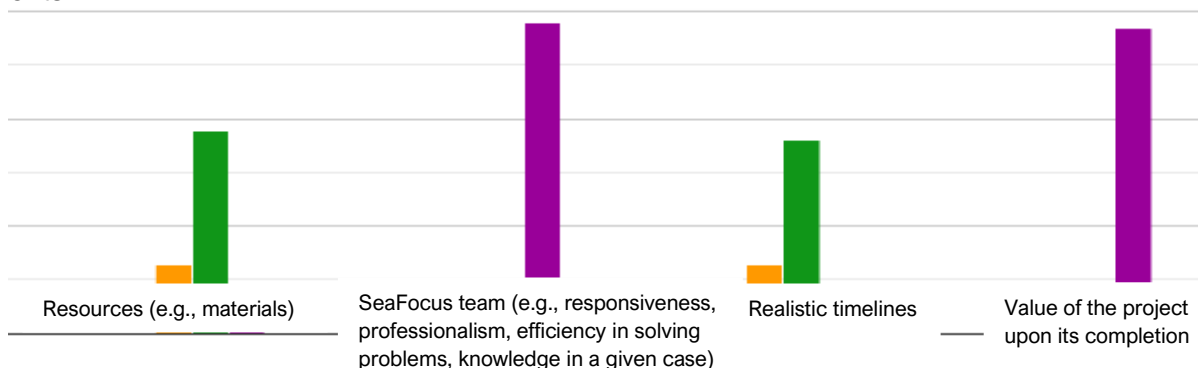 Resources (e.g., materials)
SeaFocus team (e.g., responsiveness,
professionalism, efficiency in solving
problems, knowledge in a given case)
Realistic timelines
Value of the project
upon its completion